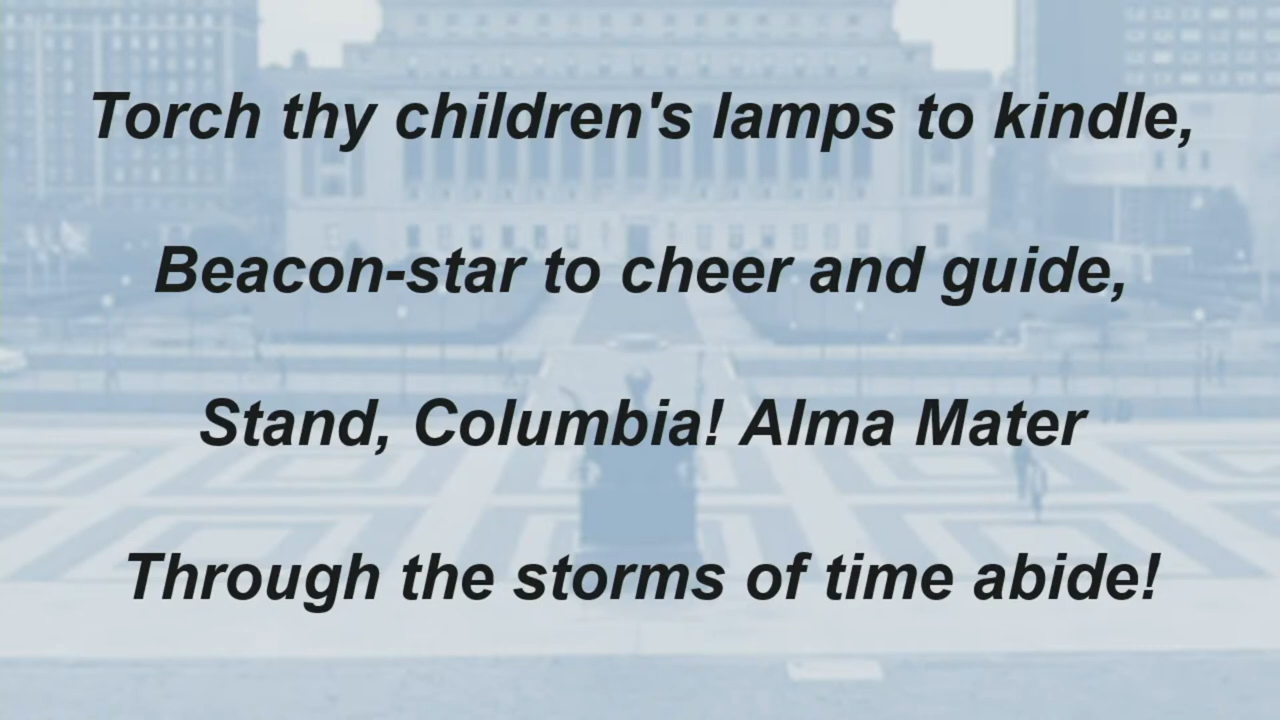 Torch thy children's lamps to kindle,
Beacon-star to cheer and guide,
Stand, Columbia! Alma Mater
Through the storms of time abide!